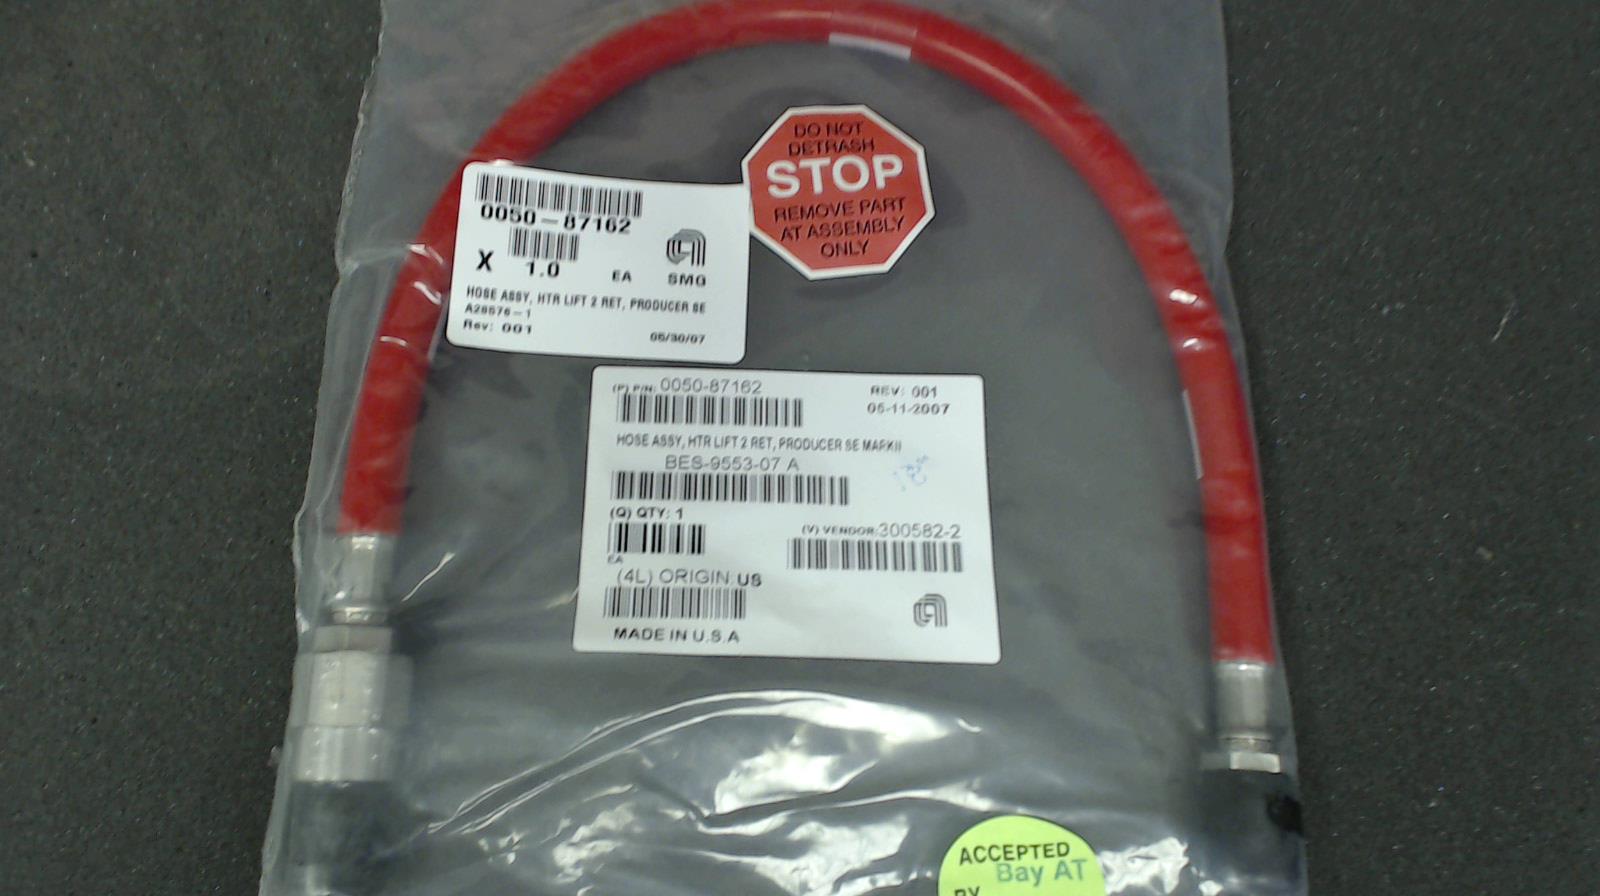 DO NOT
DETRASH
STOP
REMOVE PART
AT ASSEMBLY
ONLY
0050-87162
X 1.0 EA SMG
HOSE ASSY, HTR LIFT 2 RET, PRODUCER SE
A28576-1
Rev: 001 05/30/07
(P) P/N: 0050-87162 REV: 001
05-11-2007
HOSE ASSY, HTR LIFT 2 RET, PRODUCER SE MARKII
BES-9553-07 A
(Q) QTY: 1
(V) VENDOR: 300582-2
EA
(4L) ORIGIN: US
MADE IN U.S.A
ACCEPTED
Bay AT
BY